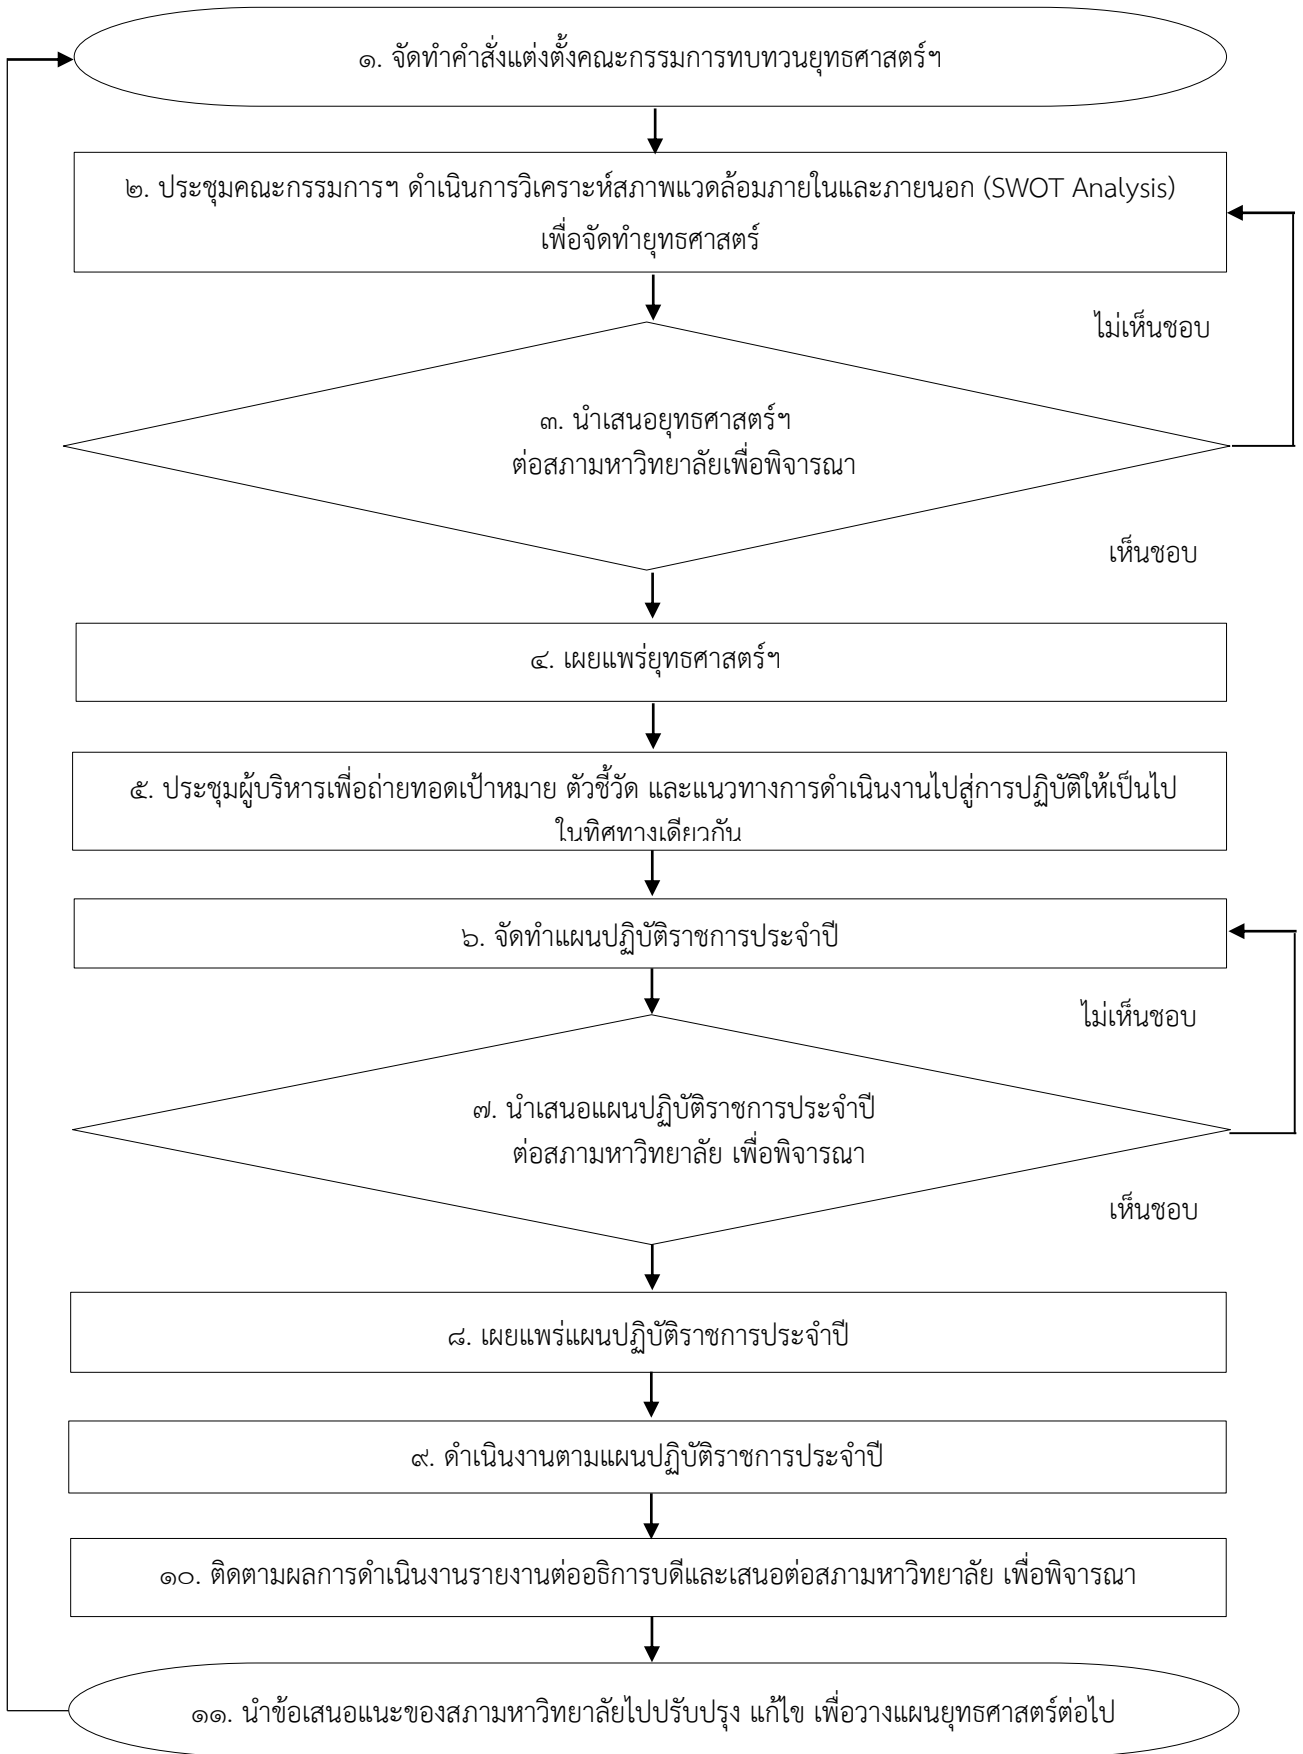 ๑. จัดทำคำสั่งแต่งตั้งคณะกรรมการทบทวนยุทธศาสตร์ฯ
๒. ประชุมคณะกรรมการฯ ดำเนินการวิเคราะห์สภาพแวดล้อมภายในและภายนอก (SWOT Analysis)
เพื่อจัดทำยุทธศาสตร์
ไม่เห็นชอบ
๓. นำเสนอยุทธศาสตร์ฯ
ต่อสภามหาวิทยาลัยเพื่อพิจารณา
เห็นชอบ
๔. เผยแพร่ยุทธศาสตร์ฯ
๕. ประชุมผู้บริหารเพื่อถ่ายทอดเป้าหมาย ตัวชี้วัด และแนวทางการดำเนินงานไปสู่การปฏิบัติให้เป็นไป
ในทิศทางเดียวกัน
๖. จัดทำแผนปฏิบัติราชการประจำปี
ไม่เห็นชอบ
๗. นำเสนอแผนปฏิบัติราชการประจำปี
ต่อสภามหาวิทยาลัย เพื่อพิจารณา
เห็นชอบ
๘. เผยแพร่แผนปฏิบัติราชการประจำปี
๙. ดำเนินงานตามแผนปฏิบัติราชการประจำปี
๑๐. ติดตามผลการดำเนินงานรายงานต่ออธิการบดีและเสนอต่อสภามหาวิทยาลัย เพื่อพิจารณา
๑๑. นำข้อเสนอแนะของสภามหาวิทยาลัยไปปรับปรุง แก้ไข เพื่อวางแผนยุทธศาสตร์ต่อไป